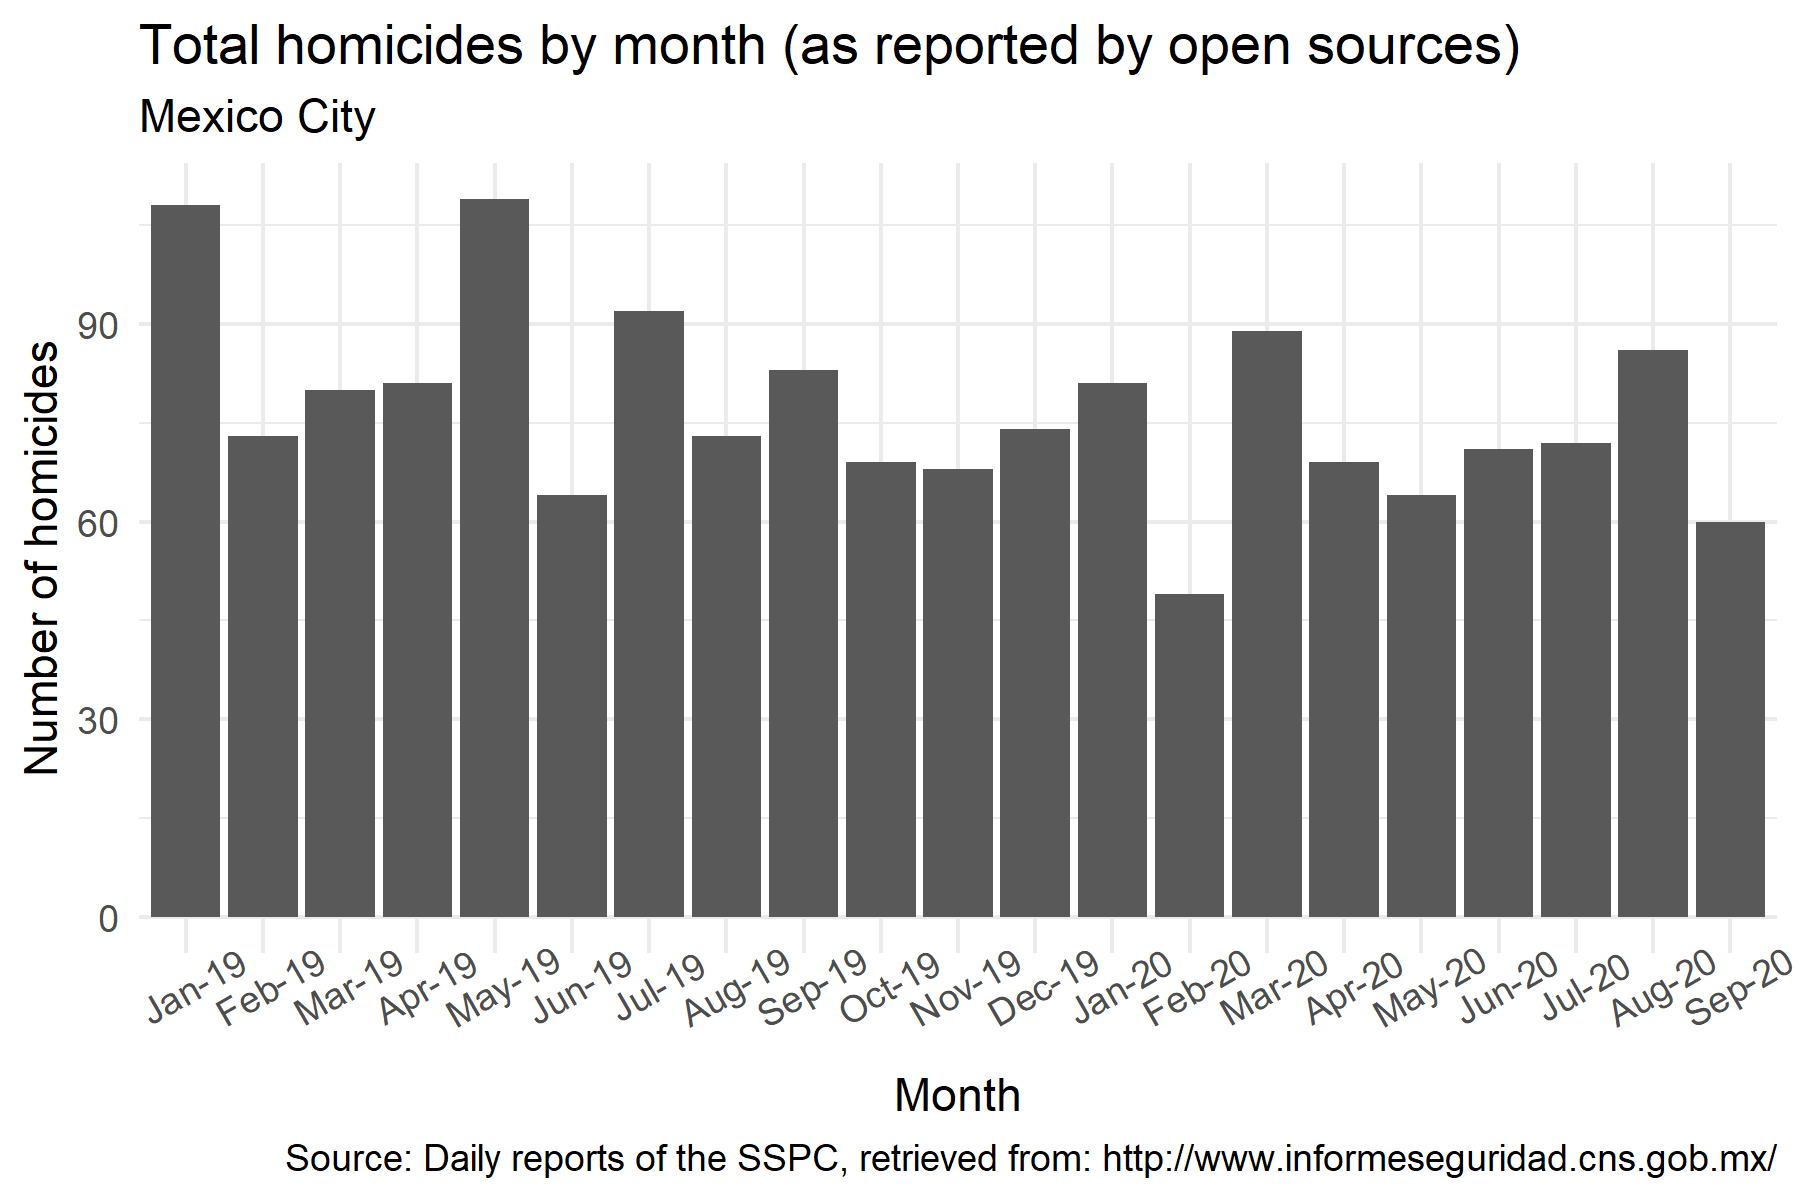 Total homicides by month (as reported by open sources)
Mexico City
Number of homicides
90
60
30
0
Jan-19
Feb-19
Mar-19
Apr-19
May-19
Jun-19
Jul-19
Aug-19
Sep-19
Oct-19
Nov-19
Dec-19
Jan-20
Feb-20
Mar-20
Apr-20
May-20
Jun-20
Jul-20
Aug-20
Sep-20
Month
Source: Daily reports of the SSPC, retrieved from: http://www.informeseguridad.cns.gob.mx/